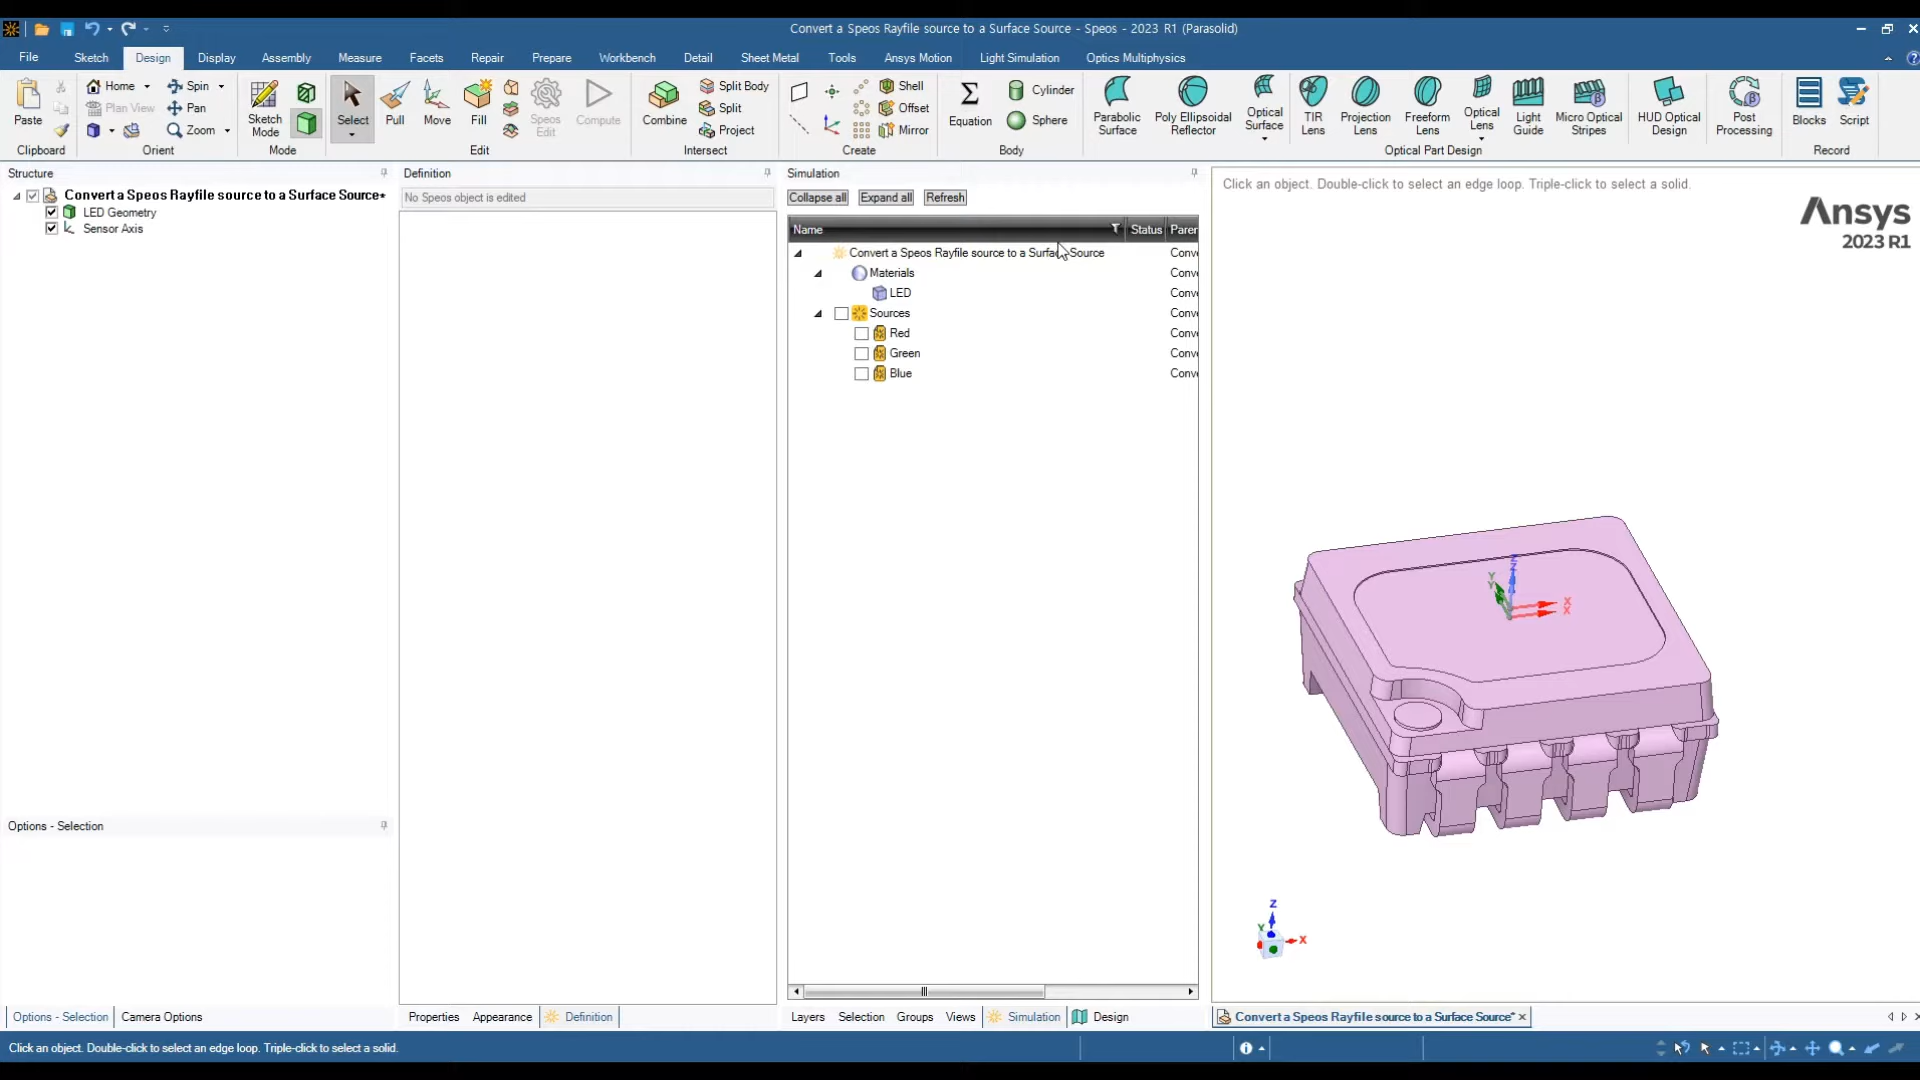 Convert a Speos Rayfile source to a Surface Source - Speos - 2023 R1 (Parasolid)
File Sketch Design Display Assembly Measure Facets Repair Prepare Workbench Detail Sheet Metal Tools Ansys Motion Light Simulation Optics Multiphysics
Paste
Clipboard
Home Spin
Plan View Pan
Zoom
Orient
Sketch Mode
Mode
Select Pull Move Fill Speos Edit Compute
Edit
Combine
Split Body
Split
Project
Intersect
Shell
Offset
Mirror
Create
Equation
Cylinder
Sphere
Body
Parabolic Surface
Poly Ellipsoidal Reflector
Optical Surface
TIR Lens
Projection Lens
Freeform Lens
Optical Lens
Light Guide
Micro Optical Stripes
Optical Part Design
HUD Optical Design
Post Processing
Blocks Script
Record
Structure
Convert a Speos Rayfile source to a Surface Source*
LED Geometry
Sensor Axis
Options - Selection
Options - Selection Camera Options
Definition
No Speos object is edited
Properties Appearance Definition
Simulation
Collapse all Expand all Refresh
Name Status Paren
Convert a Speos Rayfile source to a Surface Source Conve
Materials Conve
LED Conve
Sources Conve
Red Conve
Green Conve
Blue Conve
Layers Selection Groups Views Simulation Design
Click an object. Double-click to select an edge loop. Triple-click to select a solid.
Ansys
2023 R1
Z
Z
Y
Y
X
X
Z
Y
X
Convert a Speos Rayfile source to a Surface Source*
Click an object. Double-click to select an edge loop. Triple-click to select a solid.